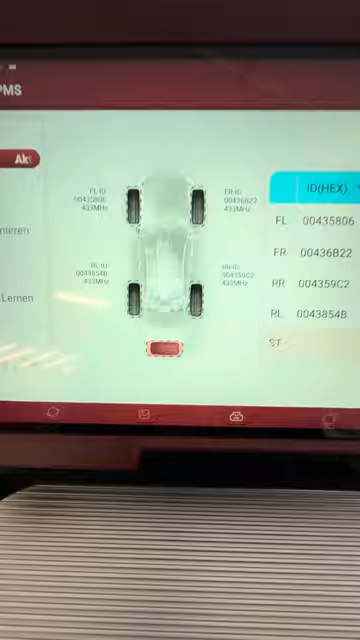 PMS
Akt
FL-ID
00435806
433MHz
FR-ID
00436B22
433MHz
ID(HEX)
FL 00435806
FR 00436B22
RR 004359C2
RL 0043854B
ST
mieren
Lernen
RL-ID
0043854B
433MHz
RR-ID
004359C2
433MHz